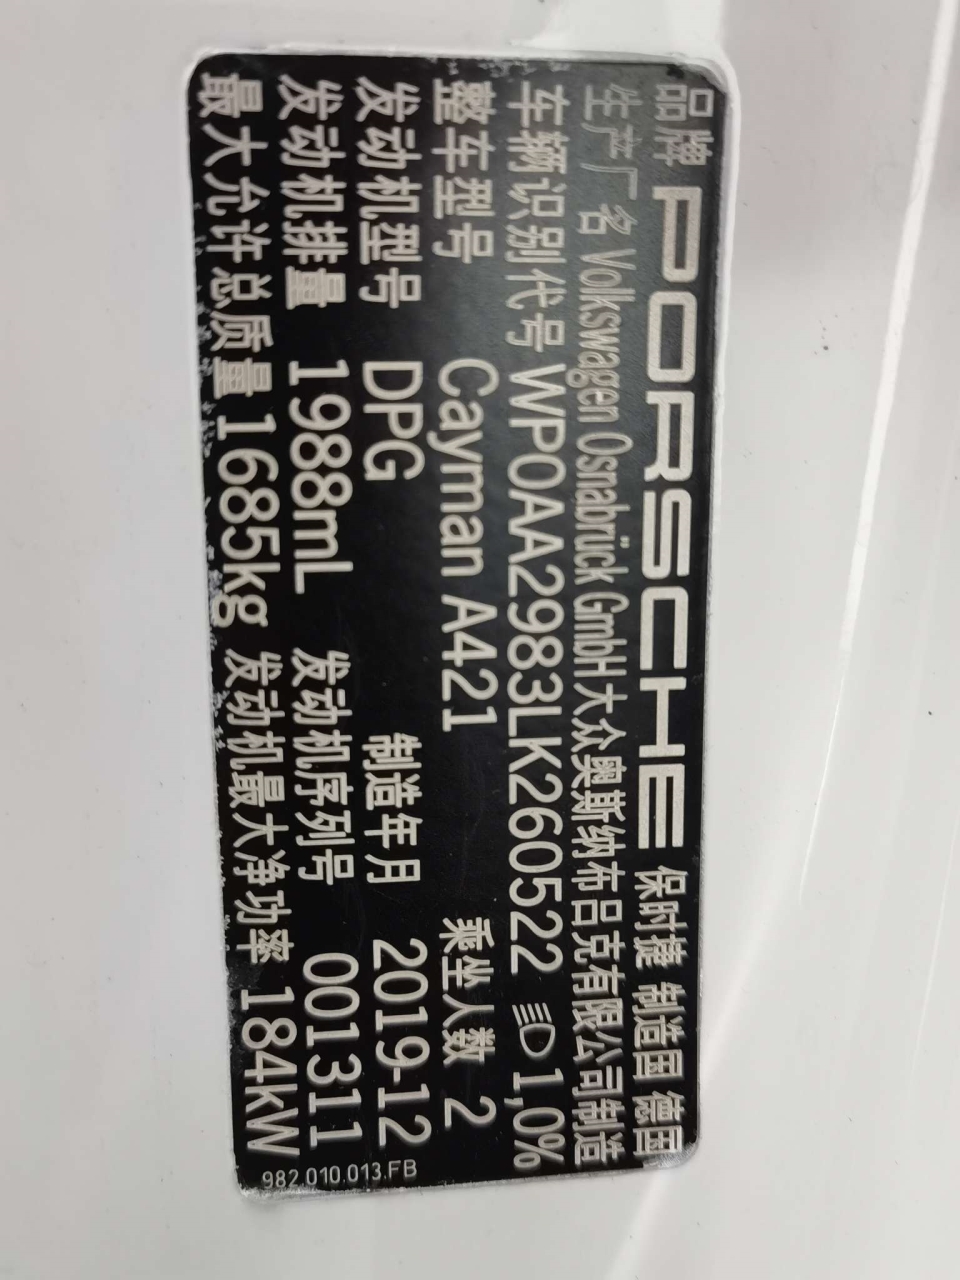 品牌 PORSCHE 保时捷 制造国 德国
生产厂名 Volkswagen Osnabrück GmbH 大众奥斯纳布吕克有限公司制造
车辆识别代号 WP0AA2983LK260522 1,0%
整车型号 Cayman A421 乘坐人数 2
发动机型号 DPG 制造年月 2019-12
发动机排量 1988mL 发动机序列号 001311
最大允许总质量 1685kg 发动机最大净功率 184kW
982.010.013.FB